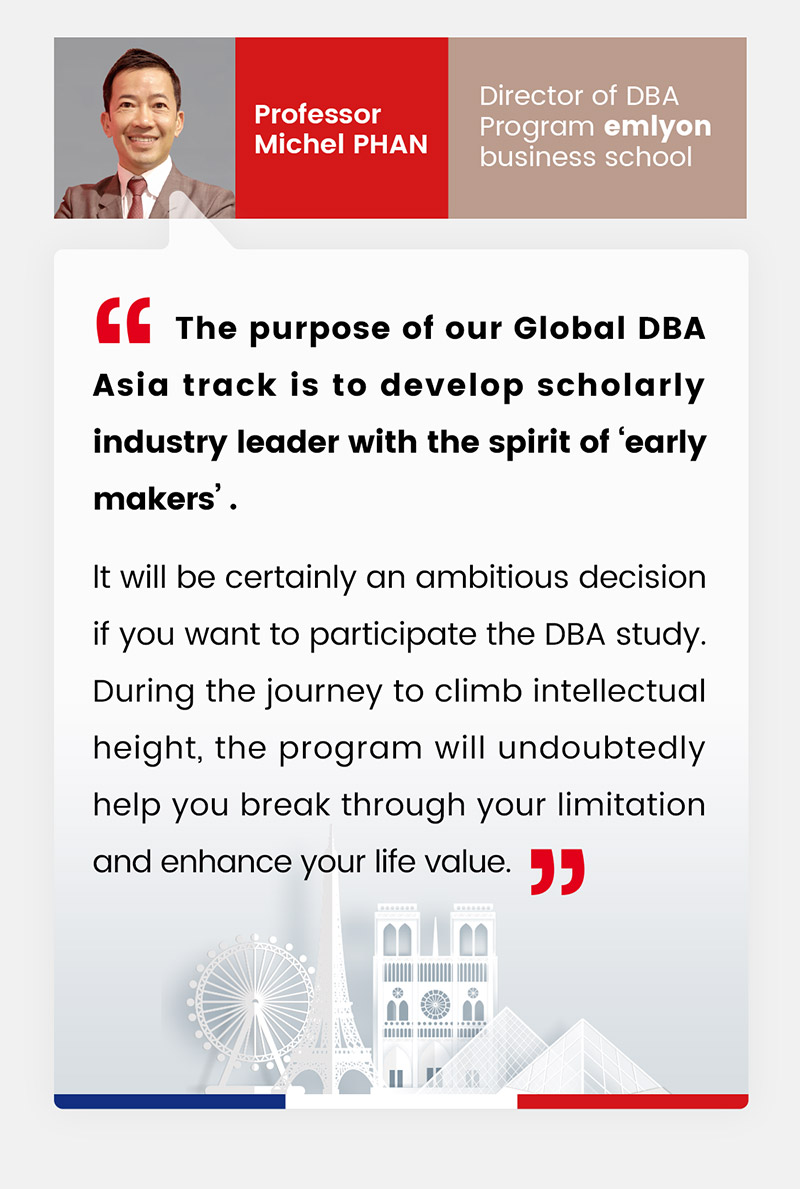 Professor
Michel PHAN
Director of DBA
Program emlyon
business school
“ The purpose of our Global DBA
Asia track is to develop scholarly
industry leader with the spirit of ‘early
makers’ .
It will be certainly an ambitious decision
if you want to participate the DBA study.
During the journey to climb intellectual
height, the program will undoubtedly
help you break through your limitation
and enhance your life value. ”